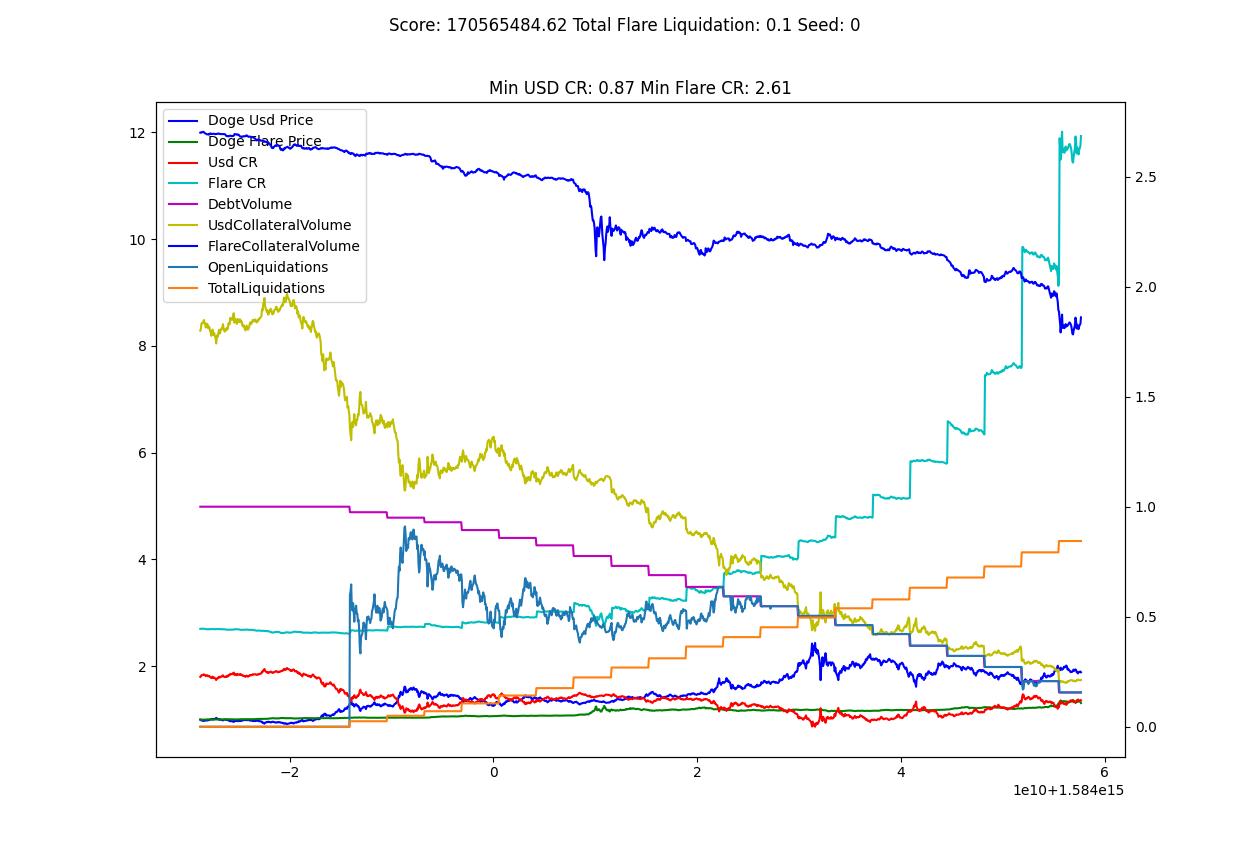 Score: 170565484.62 Total Flare Liquidation: 0.1 Seed: 0
Min USD CR: 0.87 Min Flare CR: 2.61
Doge Usd Price
Doge Flare Price
Usd CR
Flare CR
DebtVolume
UsdCollateralVolume
FlareCollateralVolume
OpenLiquidations
TotalLiquidations
12
10
8
6
4
2
2.5
2.0
1.5
1.0
0.5
0.0
−2
0
2
4
6
1e10+1.584e15